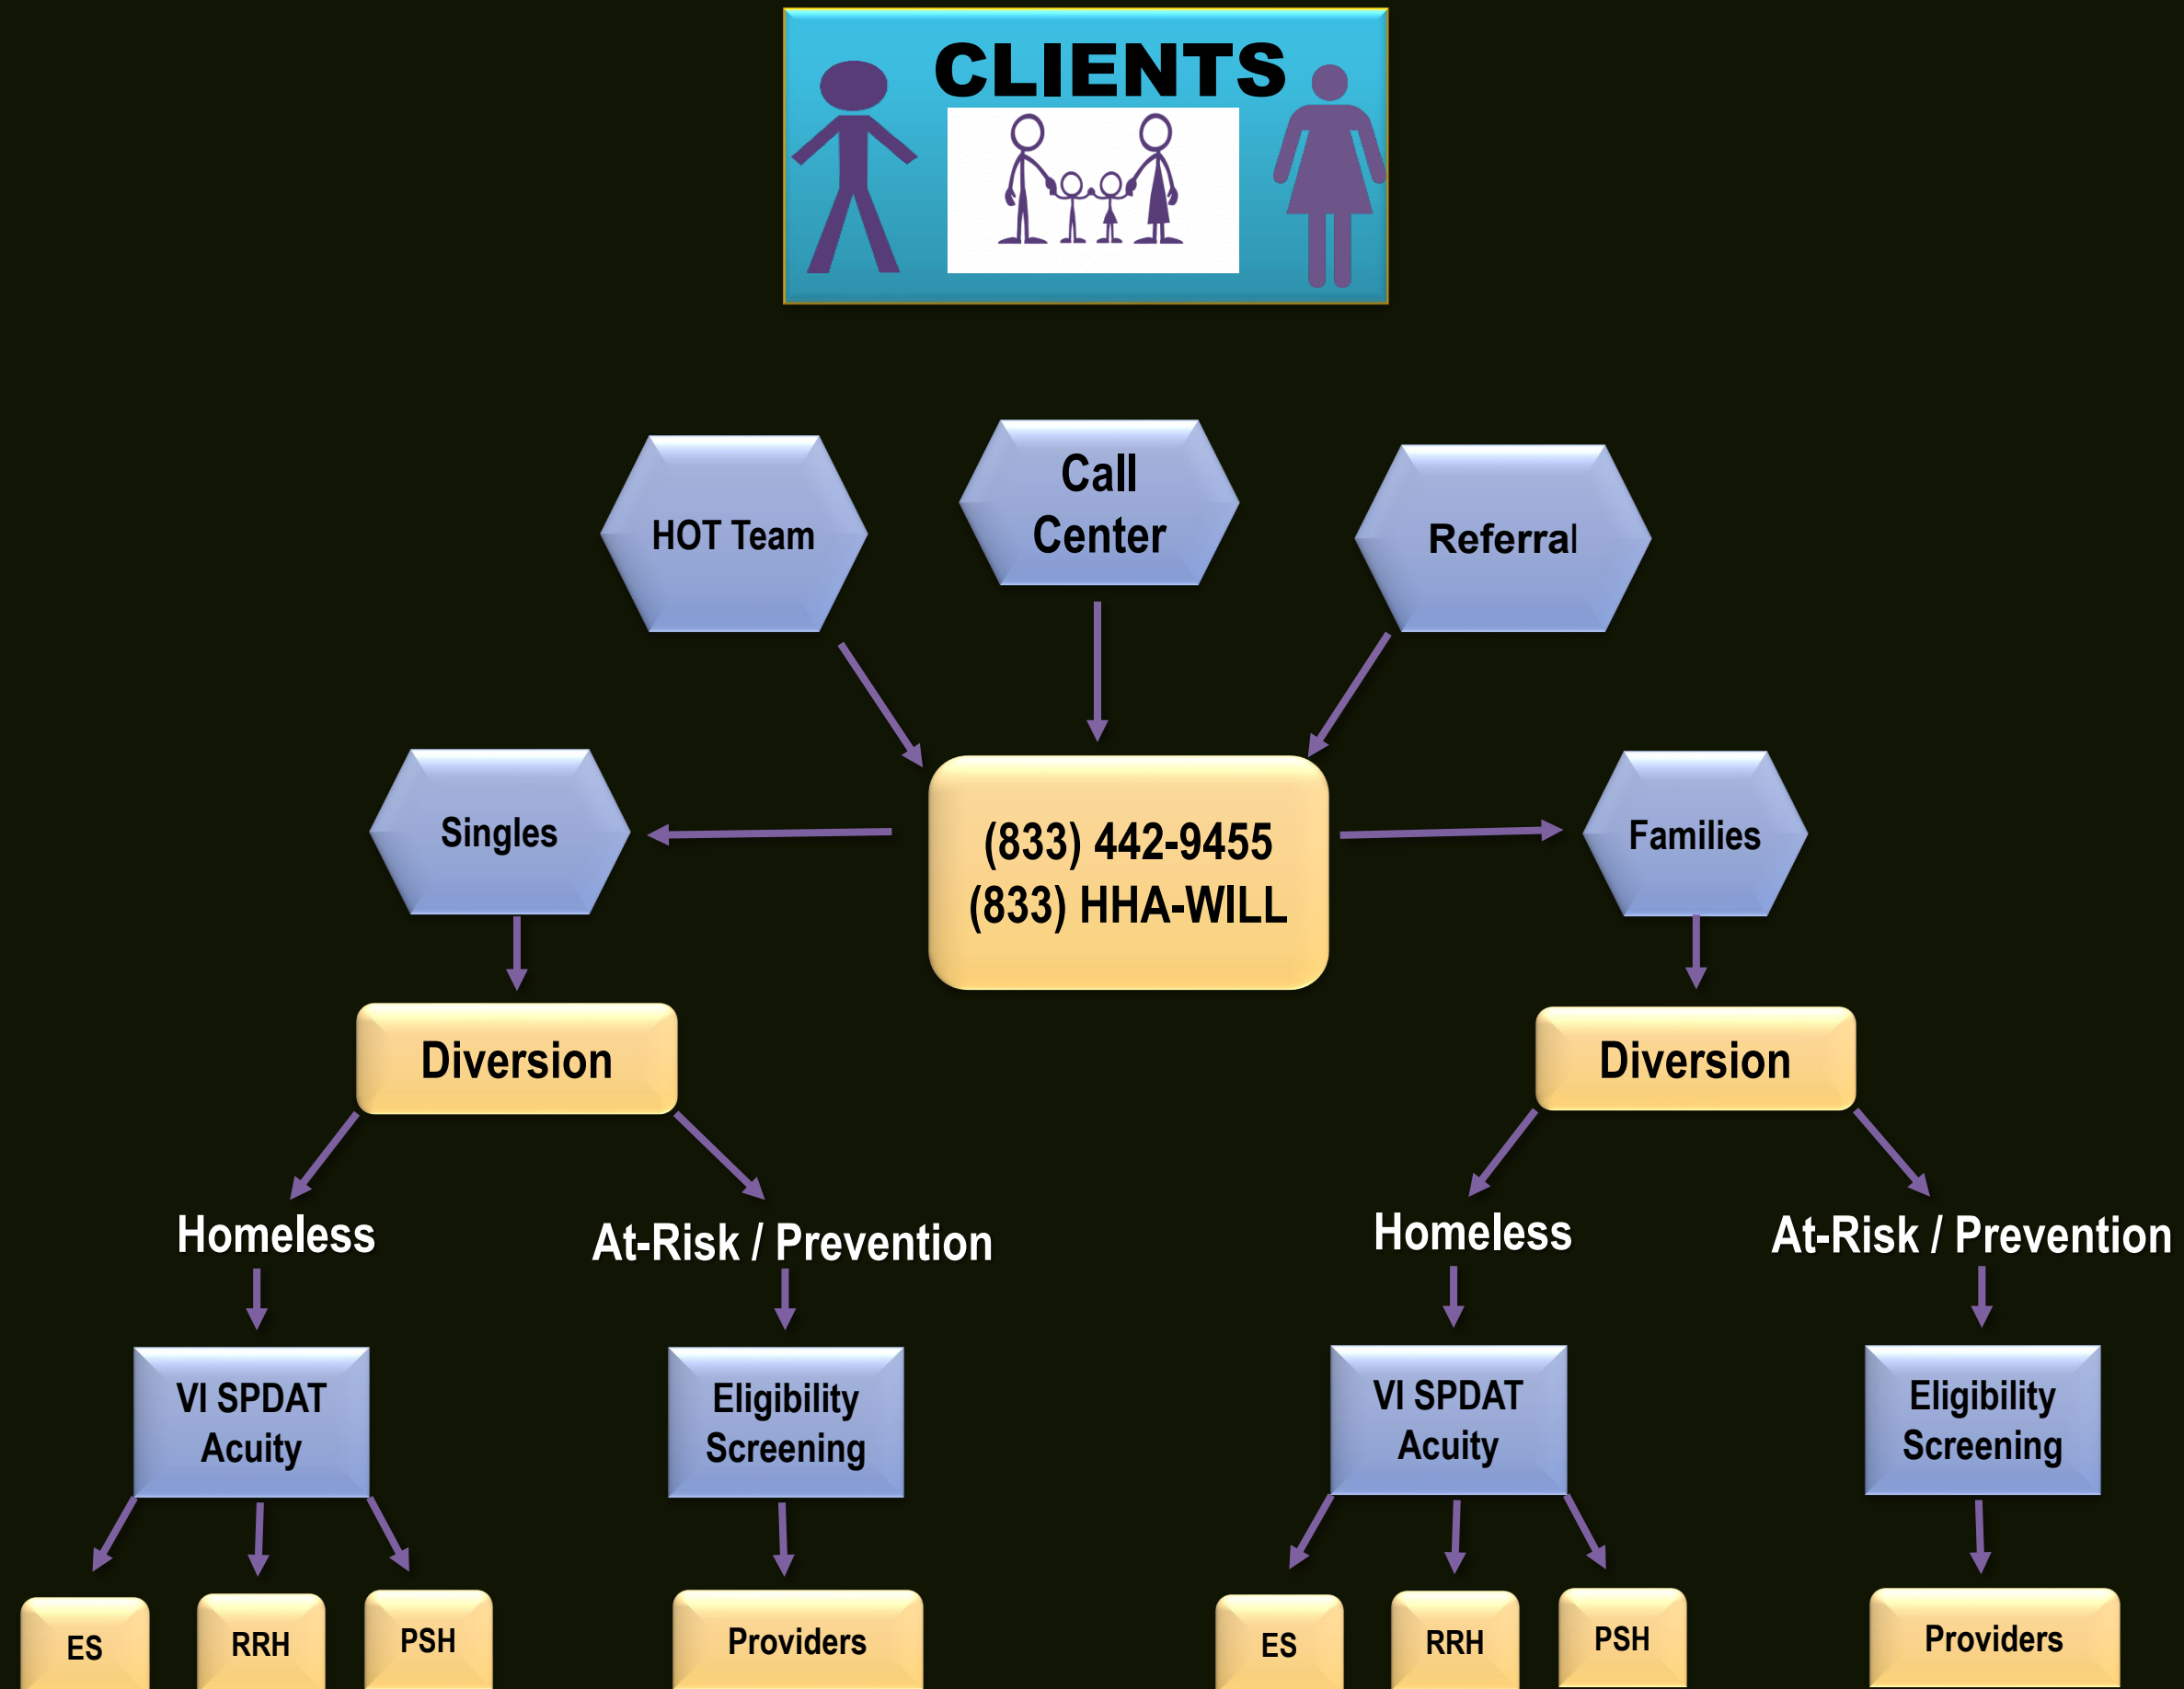 CLIENTS
HOT Team
Call
Center
Referral
Singles
(833) 442-9455
(833) HHA-WILL
Families
Diversion
Diversion
Homeless
At-Risk / Prevention
Homeless
At-Risk / Prevention
VI SPDAT
Acuity
Eligibility
Screening
VI SPDAT
Acuity
Eligibility
Screening
ES
RRH
PSH
Providers
ES
RRH
PSH
Providers